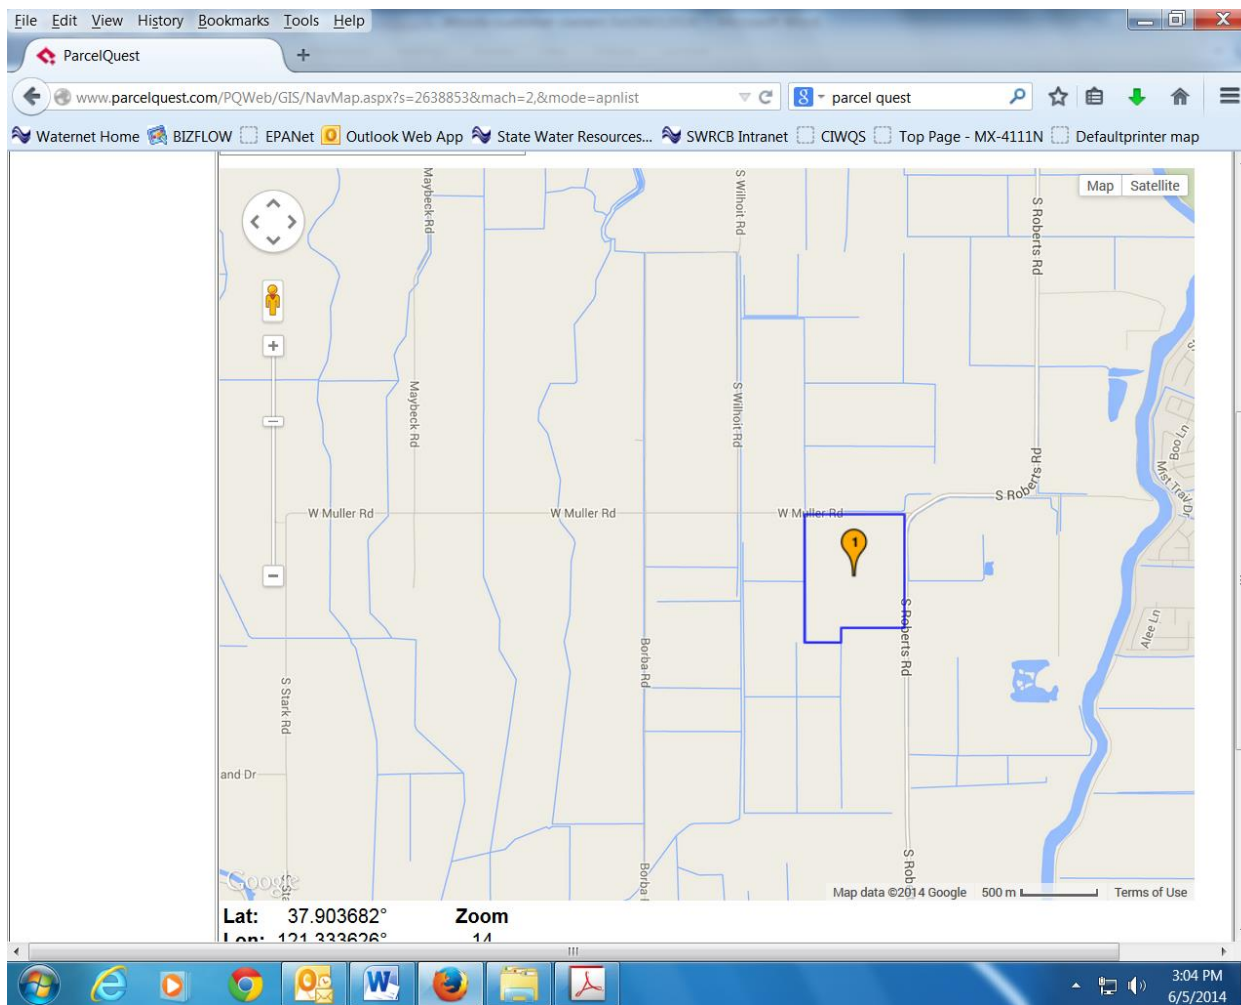 File Edit View History Bookmarks Tools Help
ParcelQuest
www.parcelquest.com/PQWeb/GIS/NavMap.aspx?s=2638853&mach=2,&mode=apnlist
parcel quest
Waternet Home BIZFLOW EPANet Outlook Web App State Water Resources... SWRCB Intranet CIWQS Top Page - MX-4111N Defaultprinter map
Map Satellite
Maybeck Rd
S Wilhoit Rd
S Roberts Rd
Maybeck Rd
S Wilhoit Rd
Boo Ln
Mist Trail Dr
S Roberts Rd
W Muller Rd
W Muller Rd
W Muller Rd
1
S Roberts Rd
Alee Ln
Borba Rd
S Stark Rd
and Dr
Borba
S Rob
Google
Map data ©2014 Google 500 m Terms of Use
Lat: 37.903682° Zoom
Lon: 121.333626° 14
3:04 PM
6/5/2014